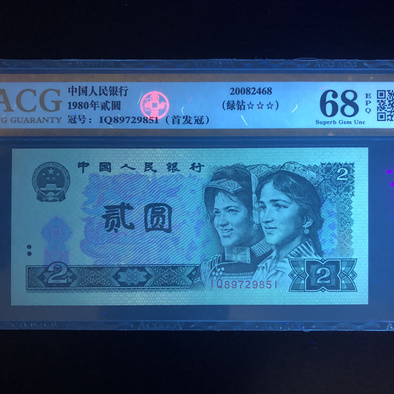 ACG
NG GUARANTY
中国人民银行
1980年贰圆
冠号：IQ89729851（首发冠）
20082468
（绿钻☆☆☆）
68
EPQ
Superb Gem Unc
中国人民银行
2
贰圆
2
2
IQ89729851